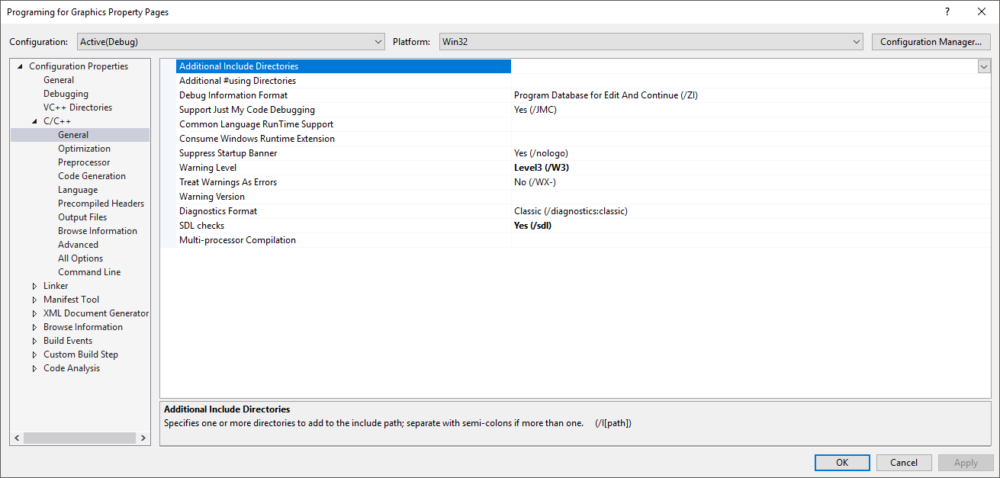 Programing for Graphics Property Pages
?
Configuration: Active(Debug) Platform: Win32 Configuration Manager...
Configuration Properties
General
Debugging
VC++ Directories
C/C++
General
Optimization
Preprocessor
Code Generation
Language
Precompiled Headers
Output Files
Browse Information
Advanced
All Options
Command Line
Linker
Manifest Tool
XML Document Generator
Browse Information
Build Events
Custom Build Step
Code Analysis
Additional Include Directories
Additional #using Directories
Debug Information Format Program Database for Edit And Continue (/ZI)
Support Just My Code Debugging Yes (/JMC)
Common Language RunTime Support
Consume Windows Runtime Extension
Suppress Startup Banner Yes (/nologo)
Warning Level Level3 (/W3)
Treat Warnings As Errors No (/WX-)
Warning Version
Diagnostics Format Classic (/diagnostics:classic)
SDL checks Yes (/sdl)
Multi-processor Compilation
Additional Include Directories
Specifies one or more directories to add to the include path; separate with semi-colons if more than one. (/I[path])
OK Cancel Apply